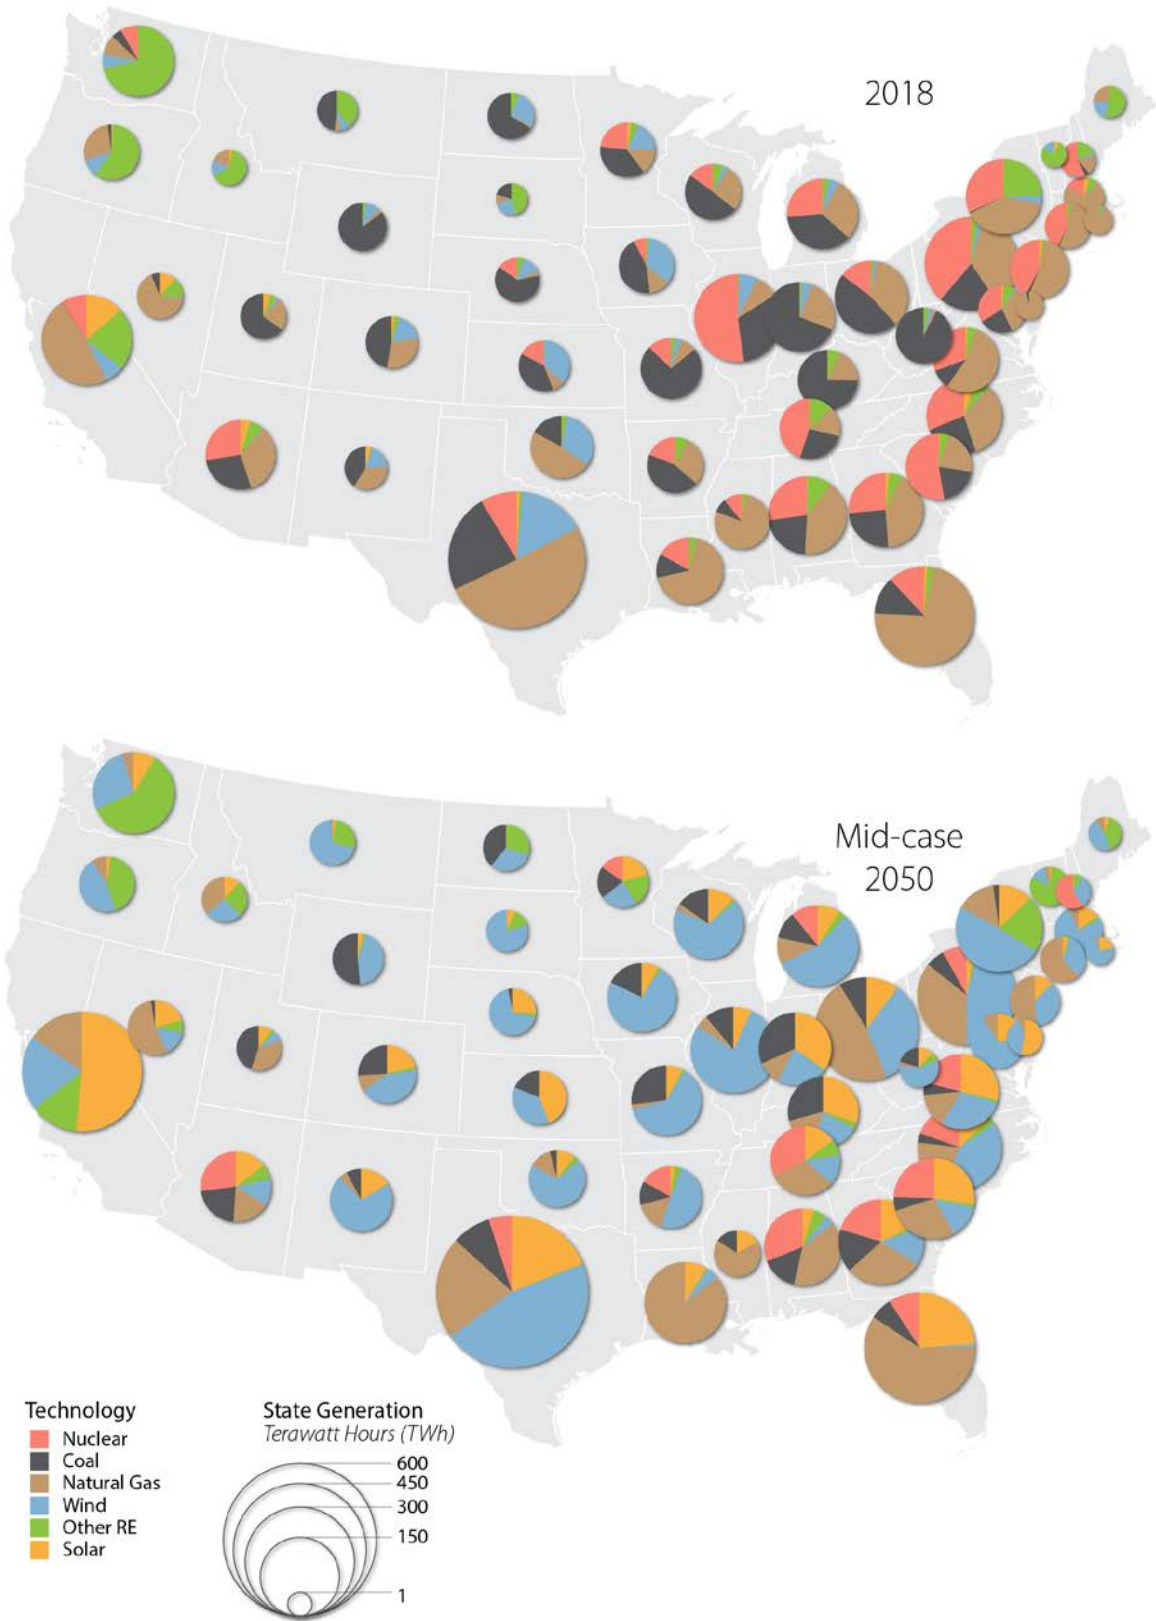 2018
Mid-case
2050
Technology
Nuclear
Coal
Natural Gas
Wind
Other RE
Solar
State Generation
Terawatt Hours (TWh)
600
450
300
150
1